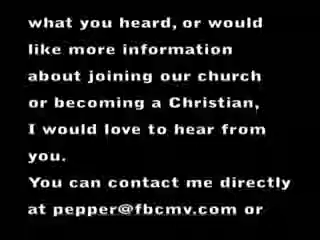 what you heard, or would
like more information
about joining our church
or becoming a Christian,
I would love to hear from
you.
You can contact me directly
at pepper@fbcmv.com or